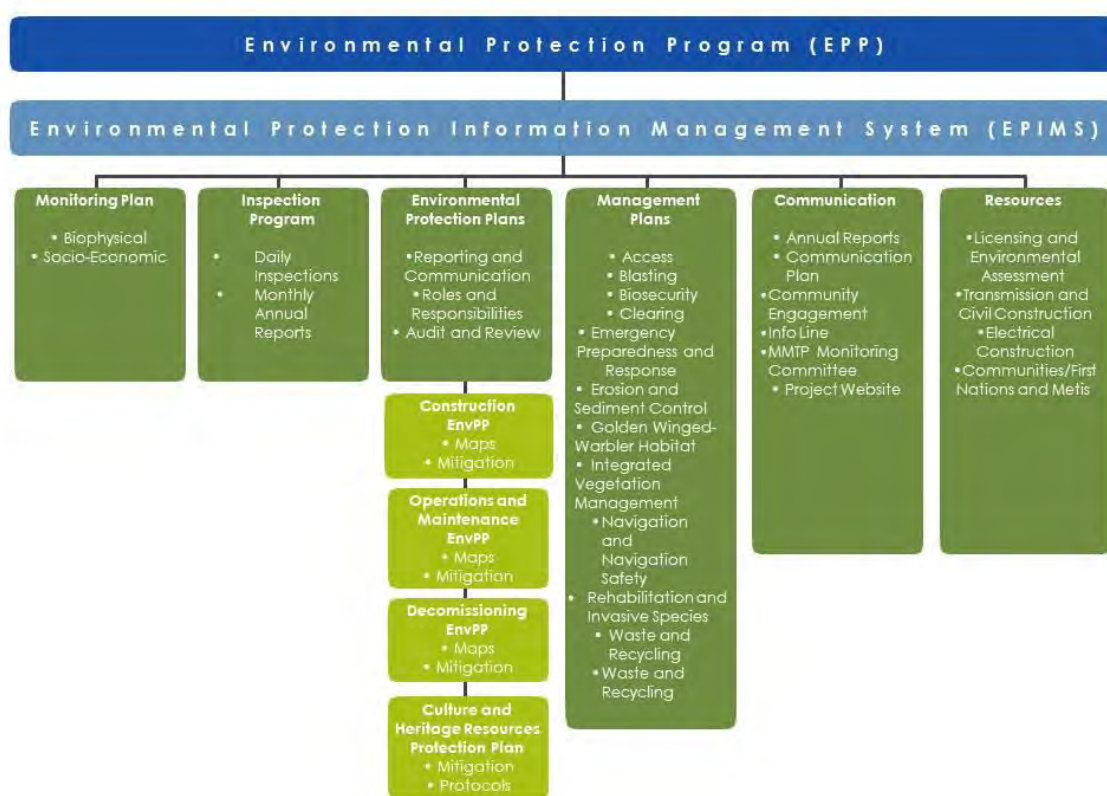 Environmental Protection Program (EPP)
Environmental Protection Information Management System (EPIMS)
Monitoring Plan
• Biophysical
• Socio-Economic
Inspection
Program
• Daily
Inspections
• Monthly
Annual
Reports
Environmental
Protection Plans
•Reporting and
Communication
•Roles and
Responsibilities
• Audit and Review
Construction
EnvPP
• Maps
• Mitigation
Operations and
Maintenance
EnvPP
• Maps
• Mitigation
Decomissioning
EnvPP
• Maps
• Mitigation
Culture and
Heritage Resources
Protection Plan
• Mitigation
• Protocols
Management
Plans
• Access
• Blasting
• Biosecurity
• Clearing
• Emergency
Preparedness and
Response
• Erosion and
Sediment Control
• Golden Winged-
Warbler Habitat
• Integrated
Vegetation
Management
•Navigation
and
Navigation
Safety
• Rehabilitation and
Invasive Species
• Waste and
Recycling
•Waste and
Recycling
Communication
• Annual Reports
• Communication
Plan
•Community
Engagement
•Info Line
•MMTP Monitoring
Committee
• Project Website
Resources
•Licensing and
Environmental
Assessment
•Transmission and
Civil Construction
•Electrical
Construction
•Communities/First
Nations and Metis